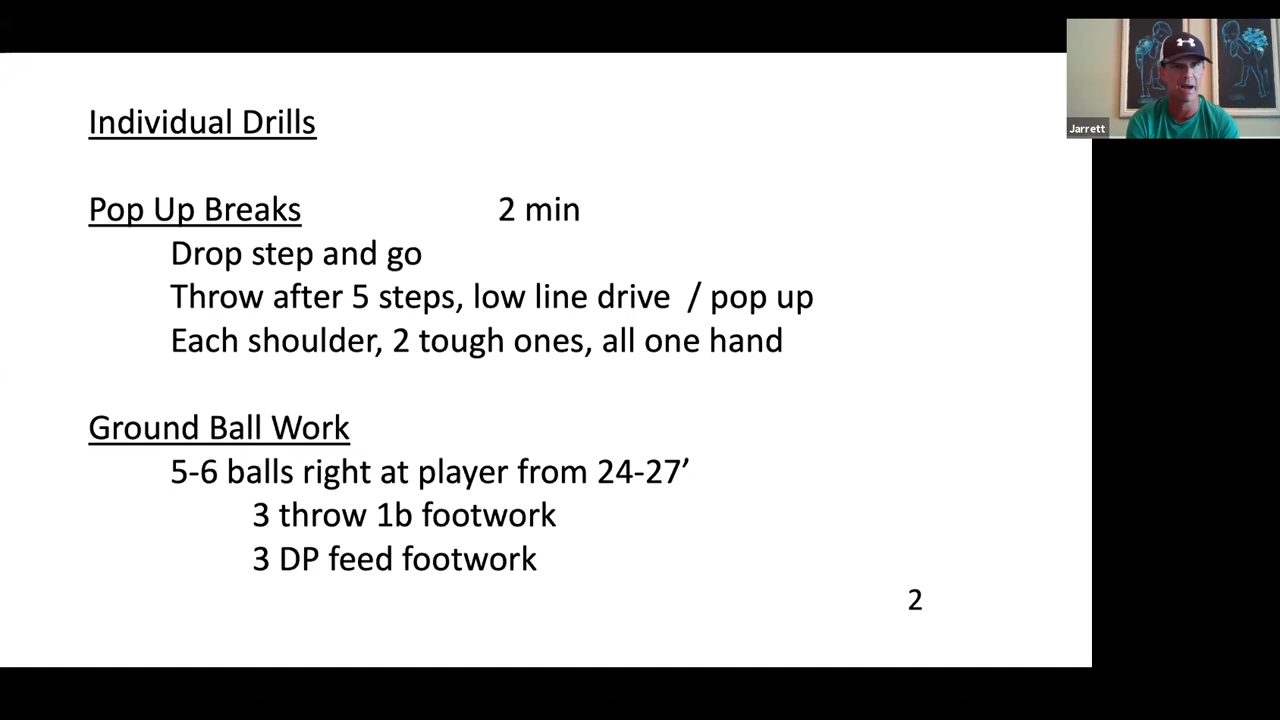 Individual Drills
Pop Up Breaks 2 min
Drop step and go
Throw after 5 steps, low line drive / pop up
Each shoulder, 2 tough ones, all one hand
Ground Ball Work
5-6 balls right at player from 24-27’
3 throw 1b footwork
3 DP feed footwork
2
Jarrett